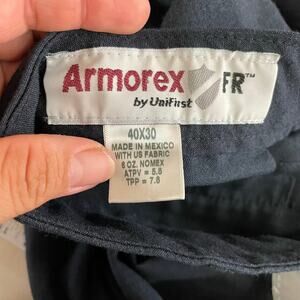 Armorex FR™
by UniFirst
40X30
MADE IN MEXICO
WITH US FABRIC
6 OZ. NOMEX
ATPV = 5.5
TPP = 7.6